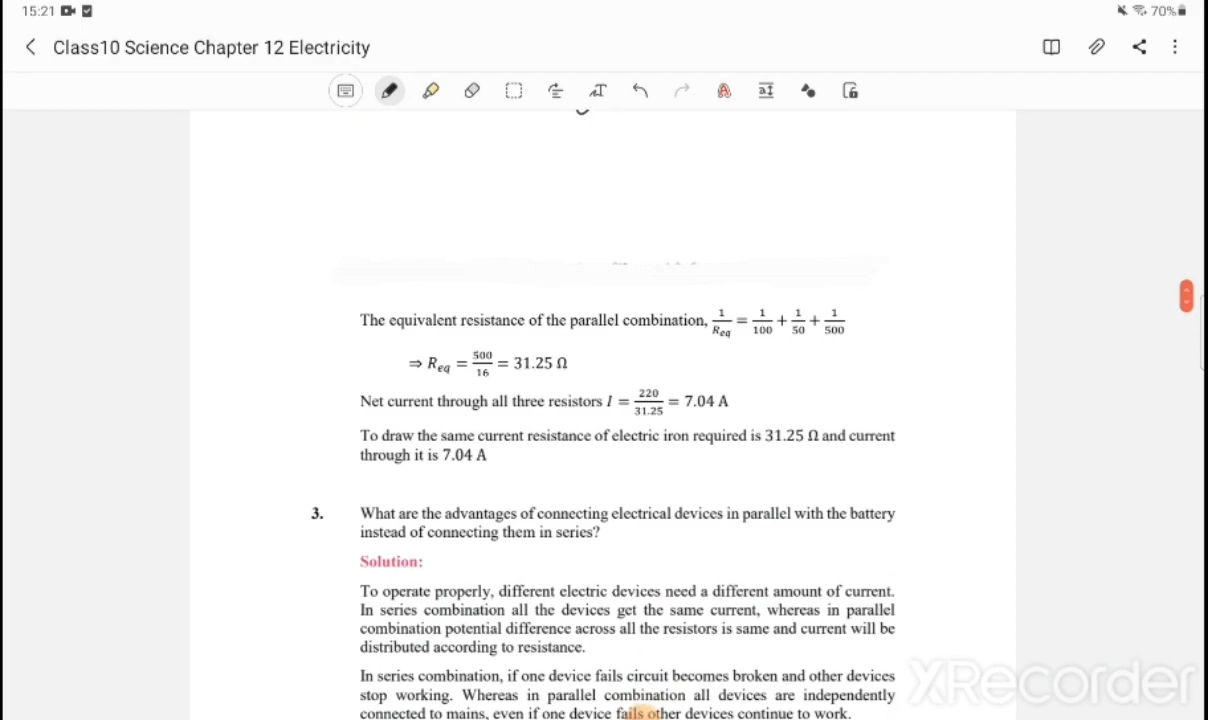 15:21 70%
Class10 Science Chapter 12 Electricity
The equivalent resistance of the parallel combination, 1/R_eq = 1/100 + 1/50 + 1/500
⇒ R_eq = 500/16 = 31.25 Ω
Net current through all three resistors I = 220/31.25 = 7.04 A
To draw the same current resistance of electric iron required is 31.25 Ω and current
through it is 7.04 A
3. What are the advantages of connecting electrical devices in parallel with the battery
instead of connecting them in series?
Solution:
To operate properly, different electric devices need a different amount of current.
In series combination all the devices get the same current, whereas in parallel
combination potential difference across all the resistors is same and current will be
distributed according to resistance.
In series combination, if one device fails circuit becomes broken and other devices
stop working. Whereas in parallel combination all devices are independently
connected to mains, even if one device fails other devices continue to work.
XRecorder